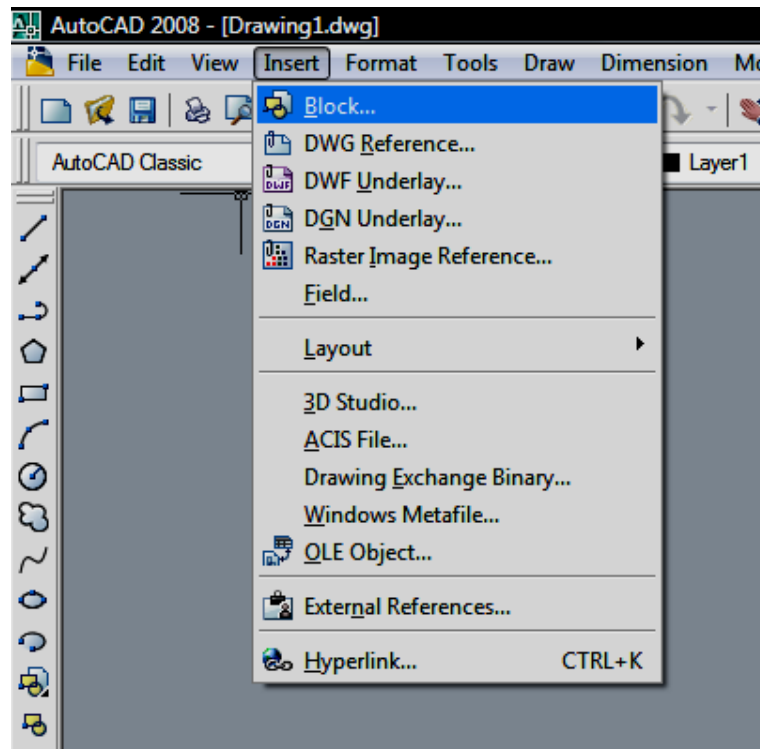 AutoCAD 2008 - [Drawing1.dwg]
File Edit View Insert Format Tools Draw Dimension
AutoCAD Classic
Layer1
Block...
DWG Reference...
DWF Underlay...
DGN Underlay...
Raster Image Reference...
Field...
Layout
3D Studio...
ACIS File...
Drawing Exchange Binary...
Windows Metafile...
OLE Object...
External References...
Hyperlink... CTRL+K